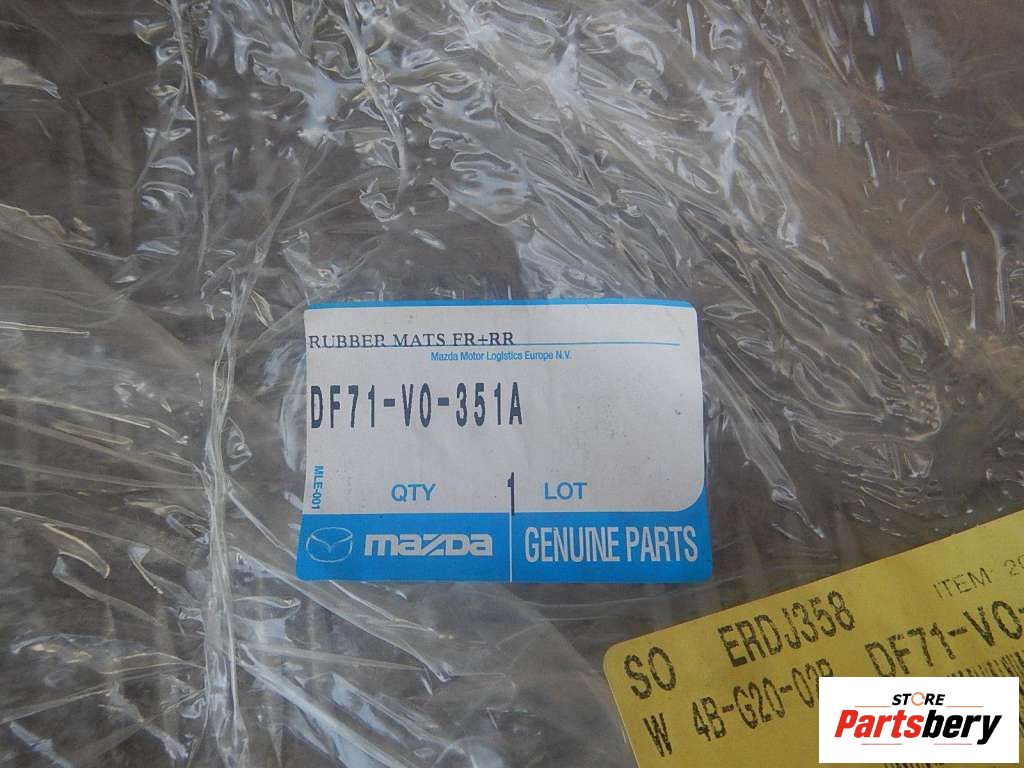 RUBBER MATS FR+RR
Mazda Motor Logistics Europe N.V.
DF71-V0-351A
MLE-001
QTY 1 LOT
mazda GENUINE PARTS
ITEM-
SO ERDJ358
W 4B-G20- DF71-V0-
STORE
Partsbery